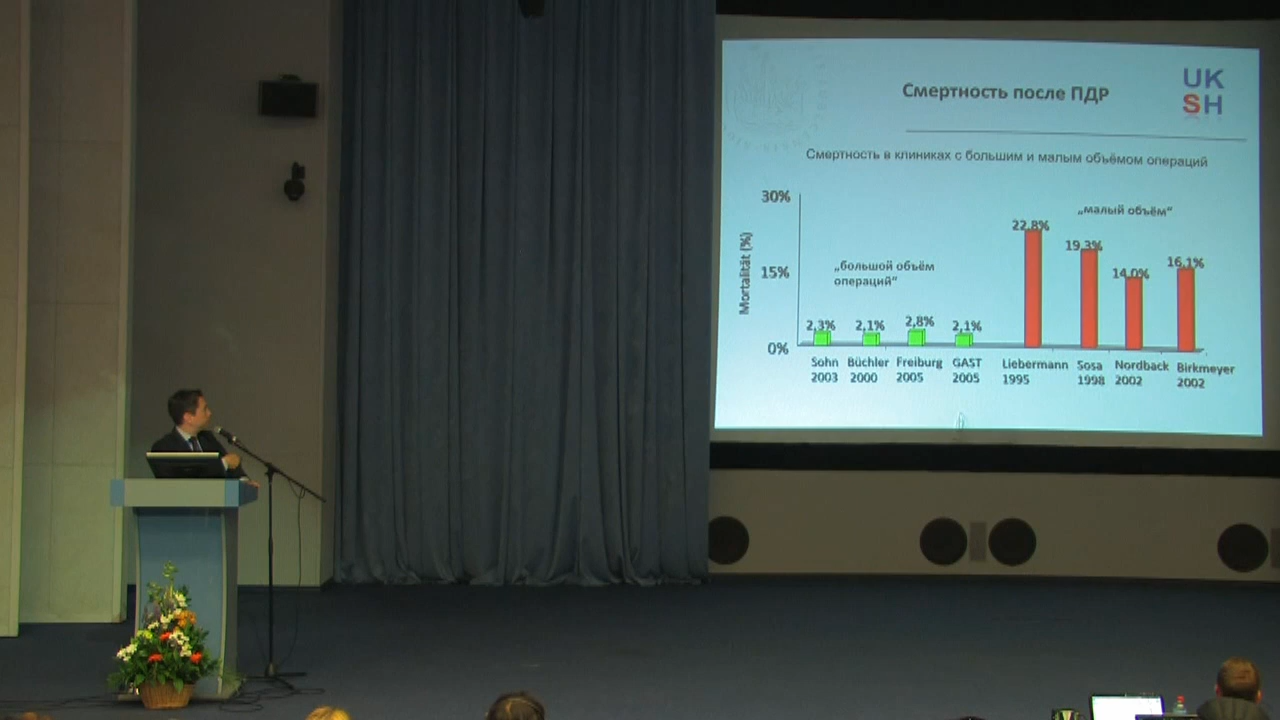 Смертность после ПДР
UK
SH
Смертность в клиниках с большим и малым объёмом операций
30%
15%
0%
Mortalität (%)
„большой объём
операций“
„малый объём“
2,3%
2,1%
2,8%
2,1%
22,8%
19,3%
14,0%
16,1%
Sohn
2003
Büchler
2000
Freiburg
2005
GAST
2005
Liebermann
1995
Sosa
1998
Nordback
2002
Birkmeyer
2002